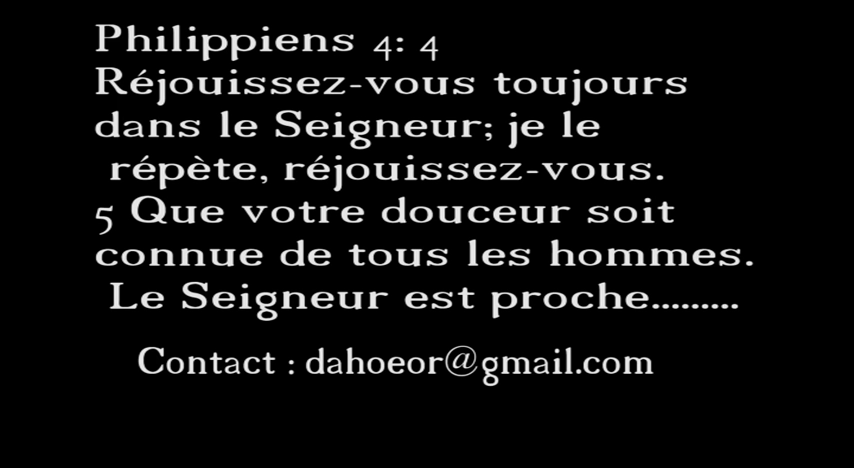 Philippiens 4: 4
Réjouissez-vous toujours
dans le Seigneur; je le
répète, réjouissez-vous.
5 Que votre douceur soit
connue de tous les hommes.
Le Seigneur est proche.........
Contact : dahoeor@gmail.com